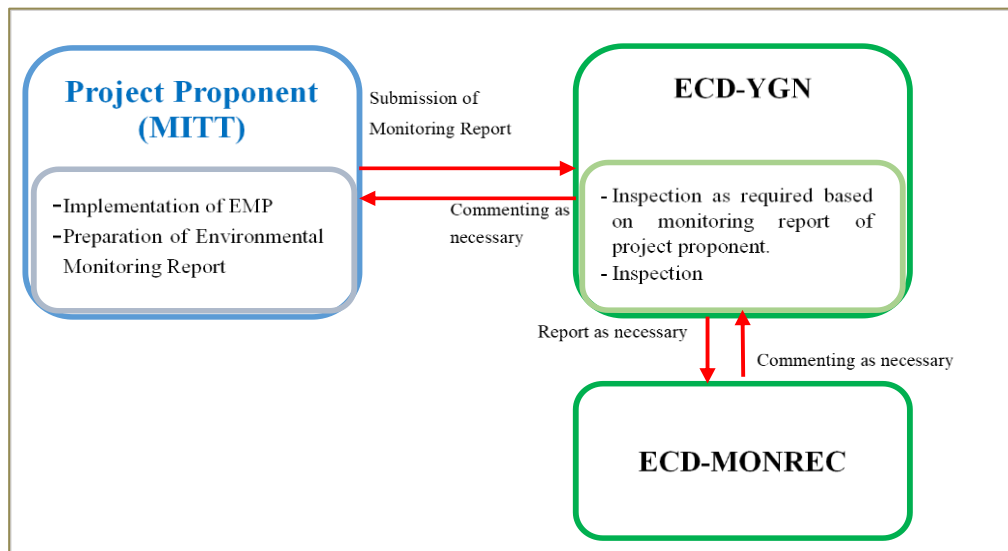 Project Proponent
(MITT)
-Implementation of EMP
-Preparation of Environmental
Monitoring Report
Submission of
Monitoring Report
Commenting as
necessary
ECD-YGN
- Inspection as required based
on monitoring report of
project proponent.
- Inspection
Report as necessary
Commenting as necessary
ECD-MONREC